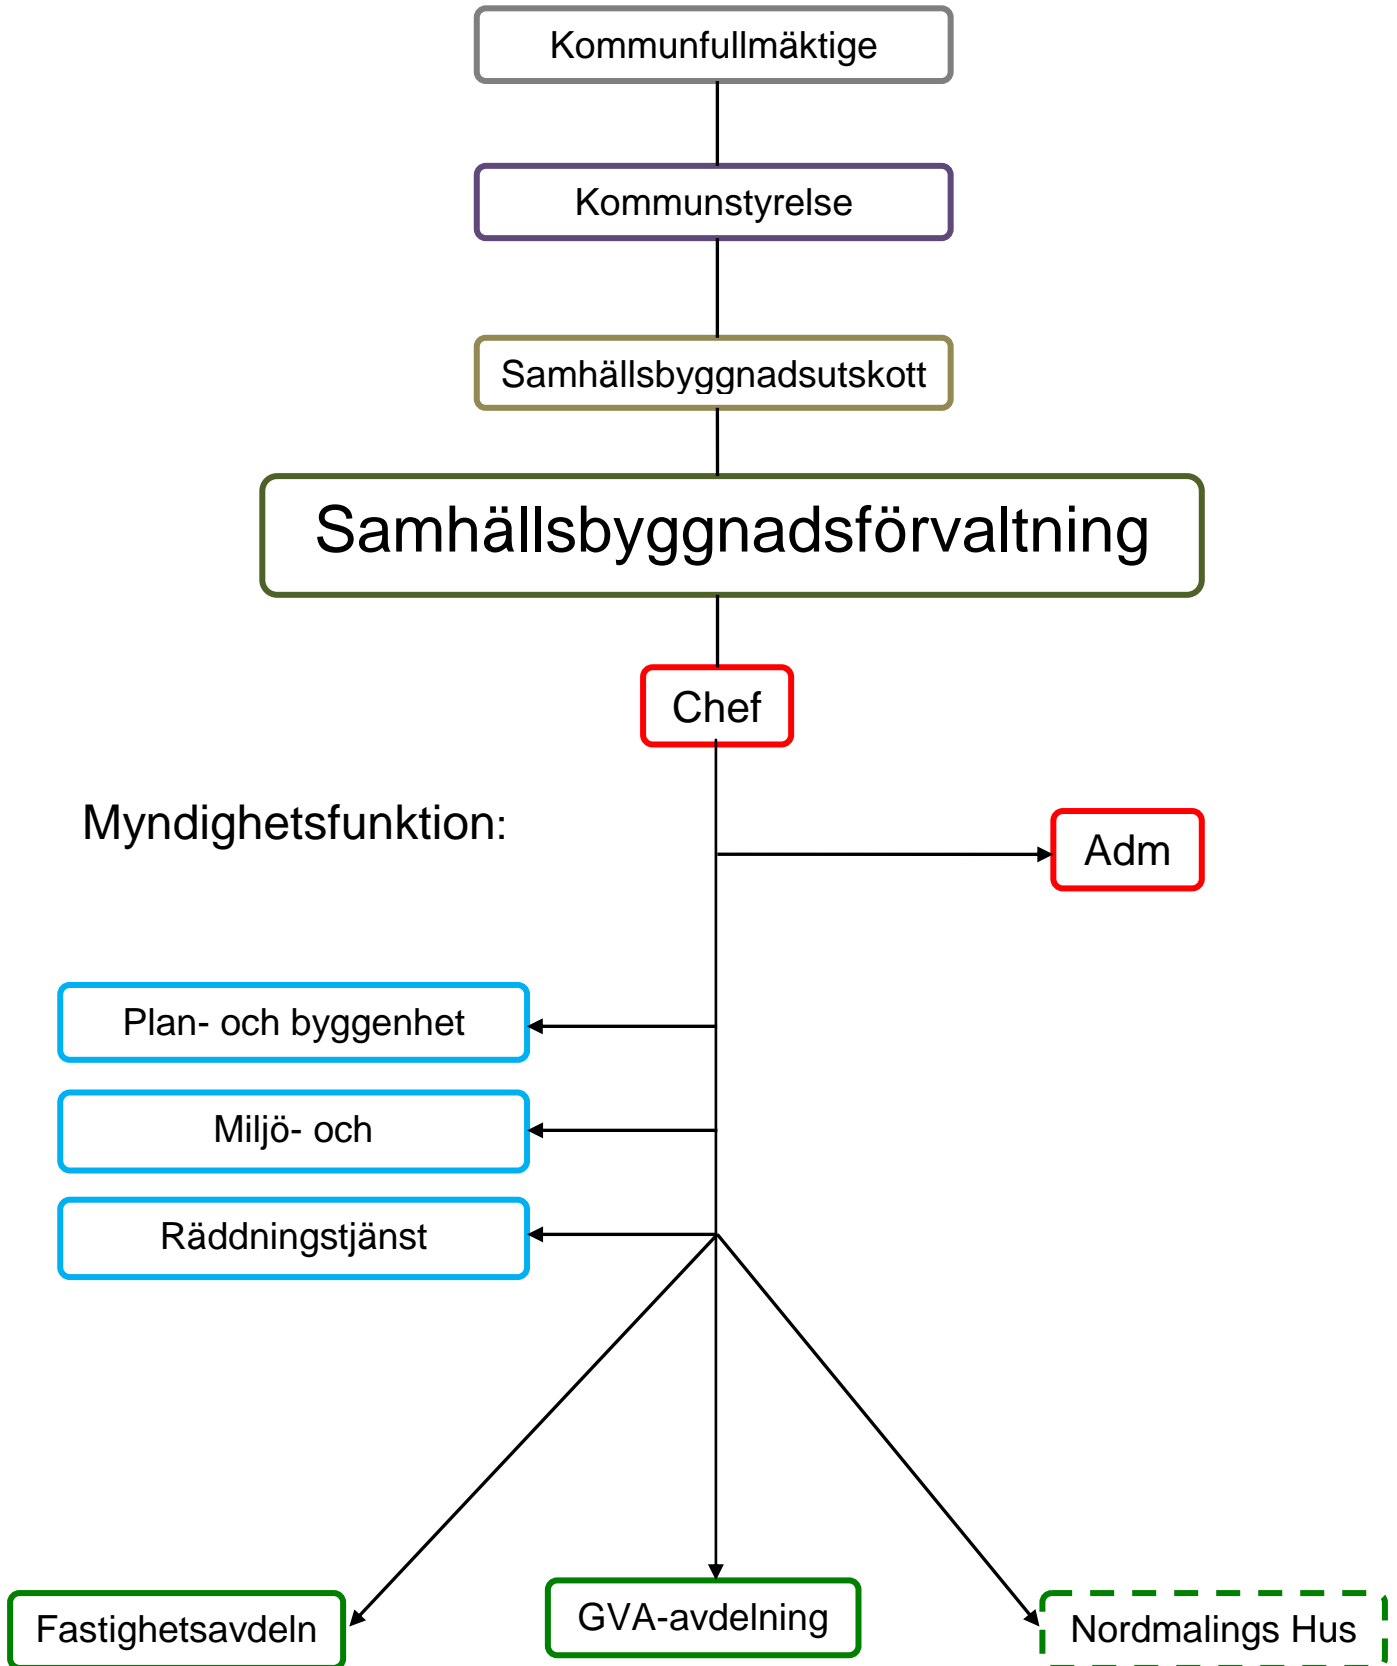 Kommunfullmäktige
Kommunstyrelse
Samhällsbyggnadsutskott
Samhällsbyggnadsförvaltning
Chef
Myndighetsfunktion:
Adm
Plan- och byggenhet
Miljö- och
Räddningstjänst
Fastighetsavdeln
GVA-avdelning
Nordmalings Hus